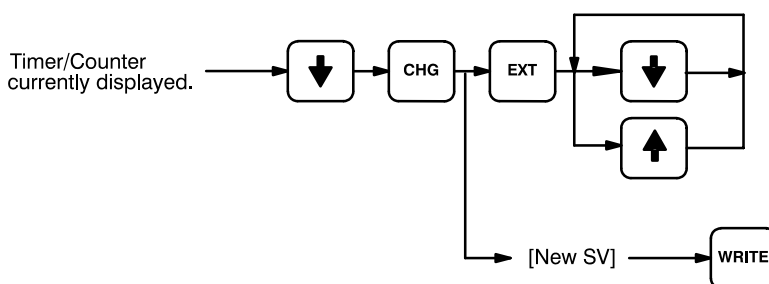 Timer/Counter
currently displayed.
CHG
EXT
[New SV]
WRITE